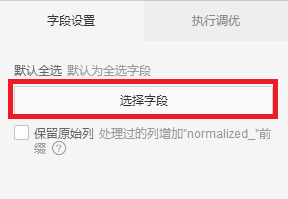 字段设置 执行调优
默认全选 默认为全选字段
选择字段
保留原始列 处理过的列增加"normalized_"前
缀 ?